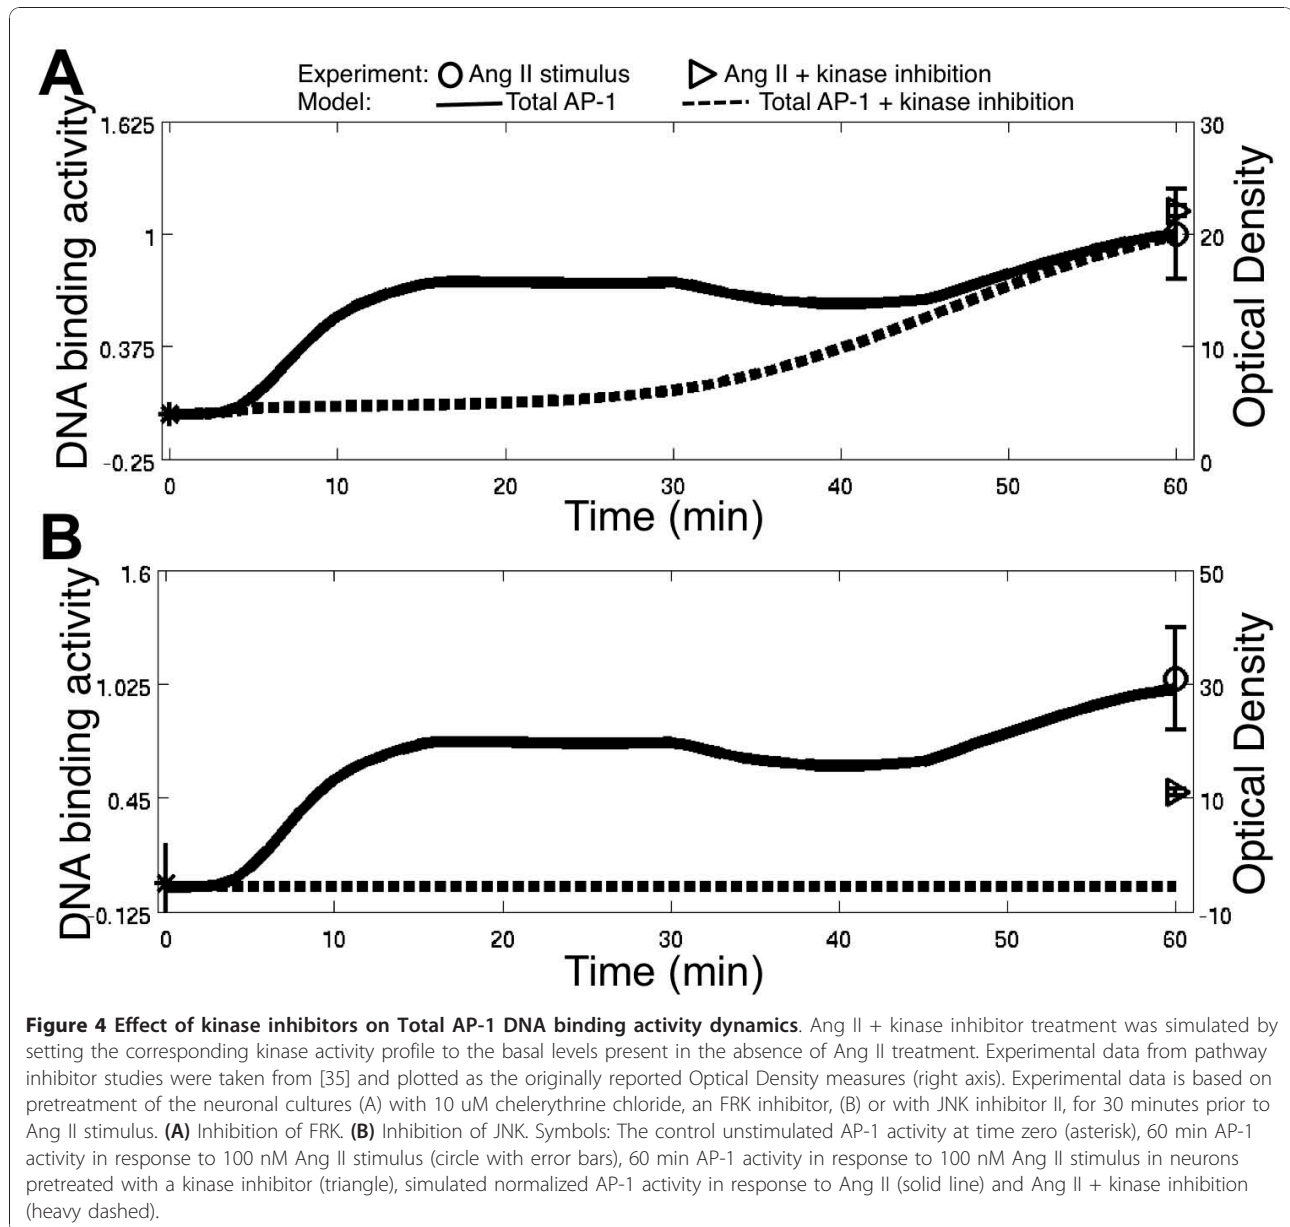 A
Experiment: Ang II stimulus Ang II + kinase inhibition
Model: Total AP-1 Total AP-1 + kinase inhibition
DNA binding activity
1.625
1
0.375
-0.25
30
20
10
0
Optical Density
0 10 20 30 40 50 60
Time (min)
B
DNA binding activity
1.6
1.025
0.45
-0.125
50
30
10
-10
Optical Density
0 10 20 30 40 50 60
Time (min)
Figure 4 Effect of kinase inhibitors on Total AP-1 DNA binding activity dynamics. Ang II + kinase inhibitor treatment was simulated by
setting the corresponding kinase activity profile to the basal levels present in the absence of Ang II treatment. Experimental data from pathway
inhibitor studies were taken from [35] and plotted as the originally reported Optical Density measures (right axis). Experimental data is based on
pretreatment of the neuronal cultures (A) with 10 uM chelerythrine chloride, an FRK inhibitor, (B) or with JNK inhibitor II, for 30 minutes prior to
Ang II stimulus. (A) Inhibition of FRK. (B) Inhibition of JNK. Symbols: The control unstimulated AP-1 activity at time zero (asterisk), 60 min AP-1
activity in response to 100 nM Ang II stimulus (circle with error bars), 60 min AP-1 activity in response to 100 nM Ang II stimulus in neurons
pretreated with a kinase inhibitor (triangle), simulated normalized AP-1 activity in response to Ang II (solid line) and Ang II + kinase inhibition
(heavy dashed).